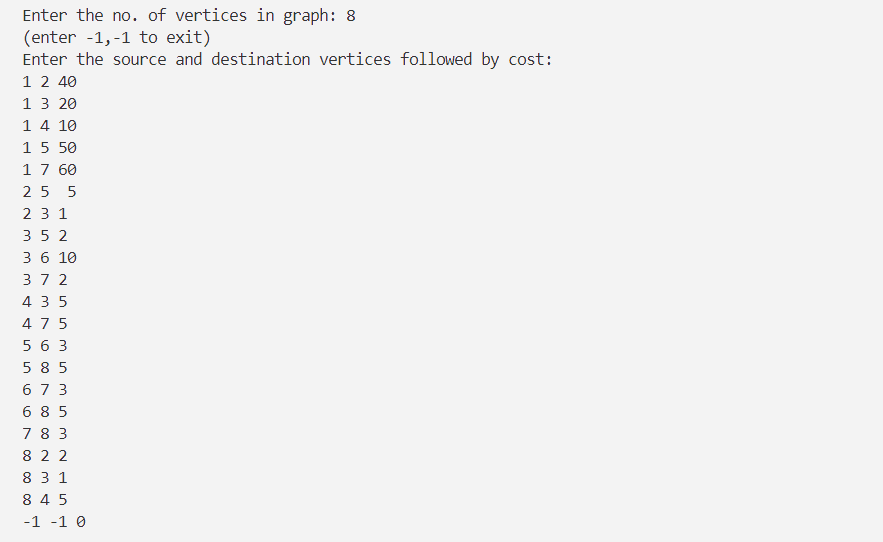 Enter the no. of vertices in graph: 8
(enter -1,-1 to exit)
Enter the source and destination vertices followed by cost:
1 2 40
1 3 20
1 4 10
1 5 50
1 7 60
2 5  5
2 3 1
3 5 2
3 6 10
3 7 2
4 3 5
4 7 5
5 6 3
5 8 5
6 7 3
6 8 5
7 8 3
8 2 2
8 3 1
8 4 5
-1 -1 0